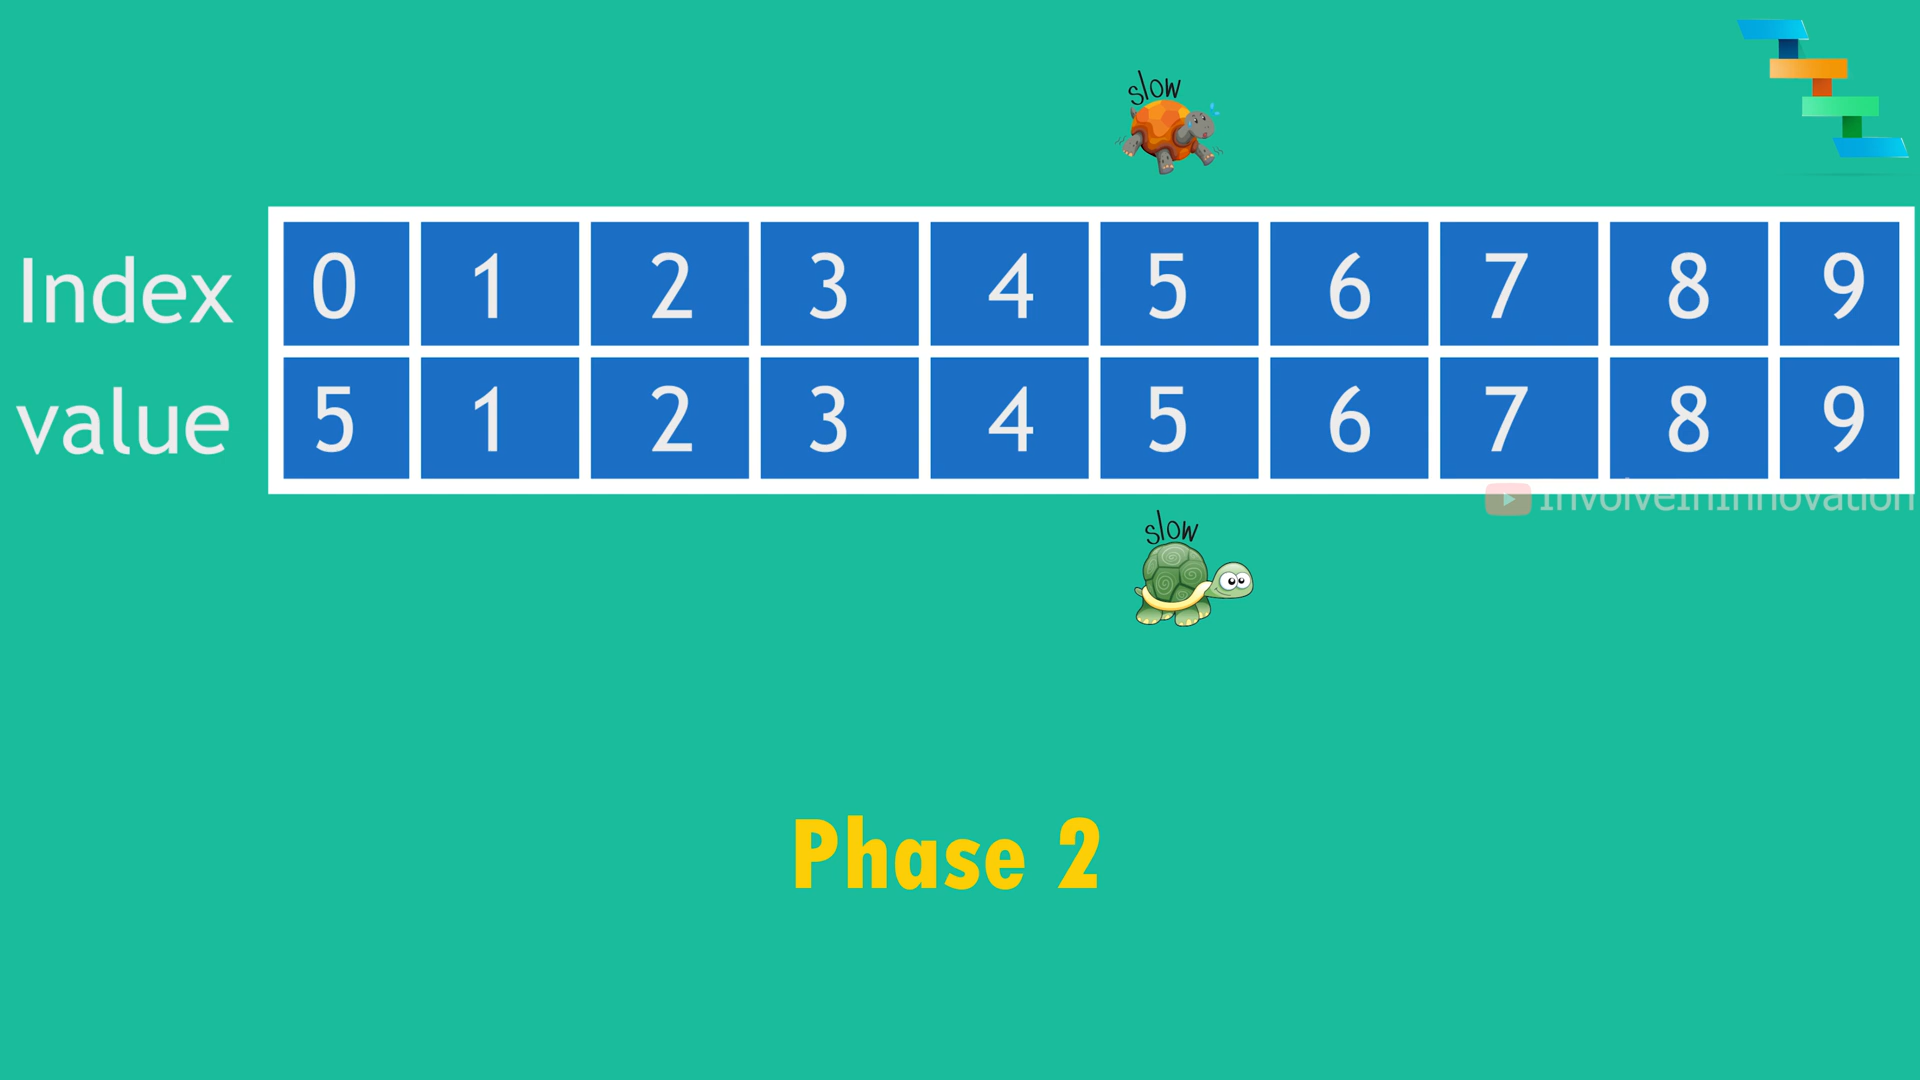 slow
Index 0 1 2 3 4 5 6 7 8 9
value 5 1 2 3 4 5 6 7 8 9
InvolveInInnovation
slow
Phase 2